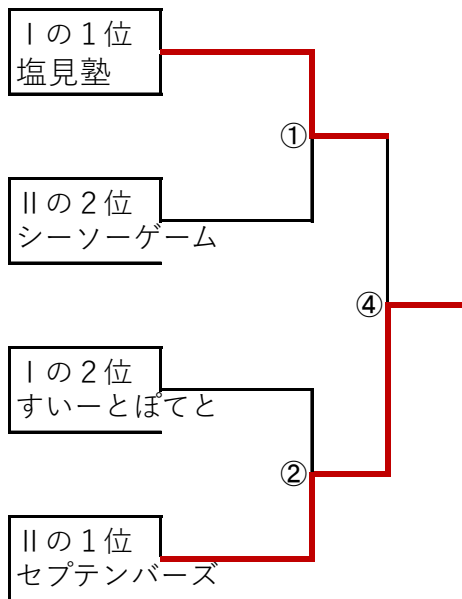 Ⅰの１位
塩見塾
①
Ⅱの２位
シーソーゲーム
④
Ⅰの２位
すいーとぽてと
②
Ⅱの１位
セプテンバーズ